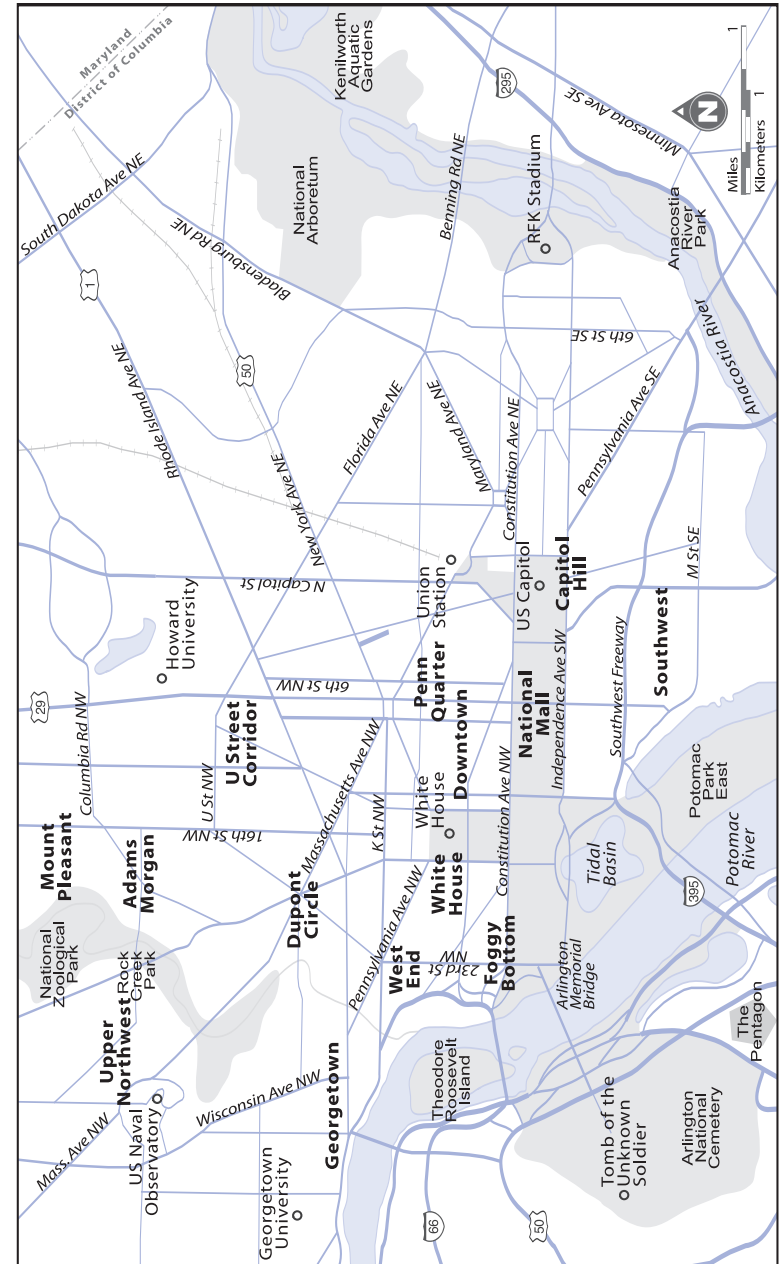 Mass. Ave NW
US Naval
Observatory
Upper
Northwest
National
Zoological
Park
Rock
Creek
Park
Mount
Pleasant
Adams
Morgan
Columbia Rd NW
29
Howard
University
South Dakota Ave NE
1
Maryland
District of Columbia
Georgetown
University
Wisconsin Ave NW
Georgetown
Dupont
Circle
16th St NW
U St NW
U Street
Corridor
6th St NW
N Capitol St
Rhode Island Ave NE
New York Ave NE
50
Bladensburg Rd NE
National
Arboretum
Kenilworth
Aquatic
Gardens
Massachusetts Ave NW
K St NW
Pennsylvania Ave NW
West
End
23rd St
NW
White
House
White
House
Downtown
Penn
Quarter
Union
Station
Florida Ave NE
Maryland Ave NE
Benning Rd NE
66
Theodore
Roosevelt
Island
Foggy
Bottom
Constitution Ave NW
National
Mall
US Capitol
Capitol
Hill
Constitution Ave NE
RFK Stadium
295
50
Arlington
Memorial
Bridge
Tidal
Basin
Independence Ave SW
Southwest Freeway
Pennsylvania Ave SE
6th St SE
Minnesota Ave SE
Tomb of the
Unknown
Soldier
Arlington
National
Cemetery
The
Pentagon
395
Potomac
River
Potomac
Park
East
Southwest
M St SE
Anacostia River
Anacostia
River
Park
N
Miles
1
Kilometers
1